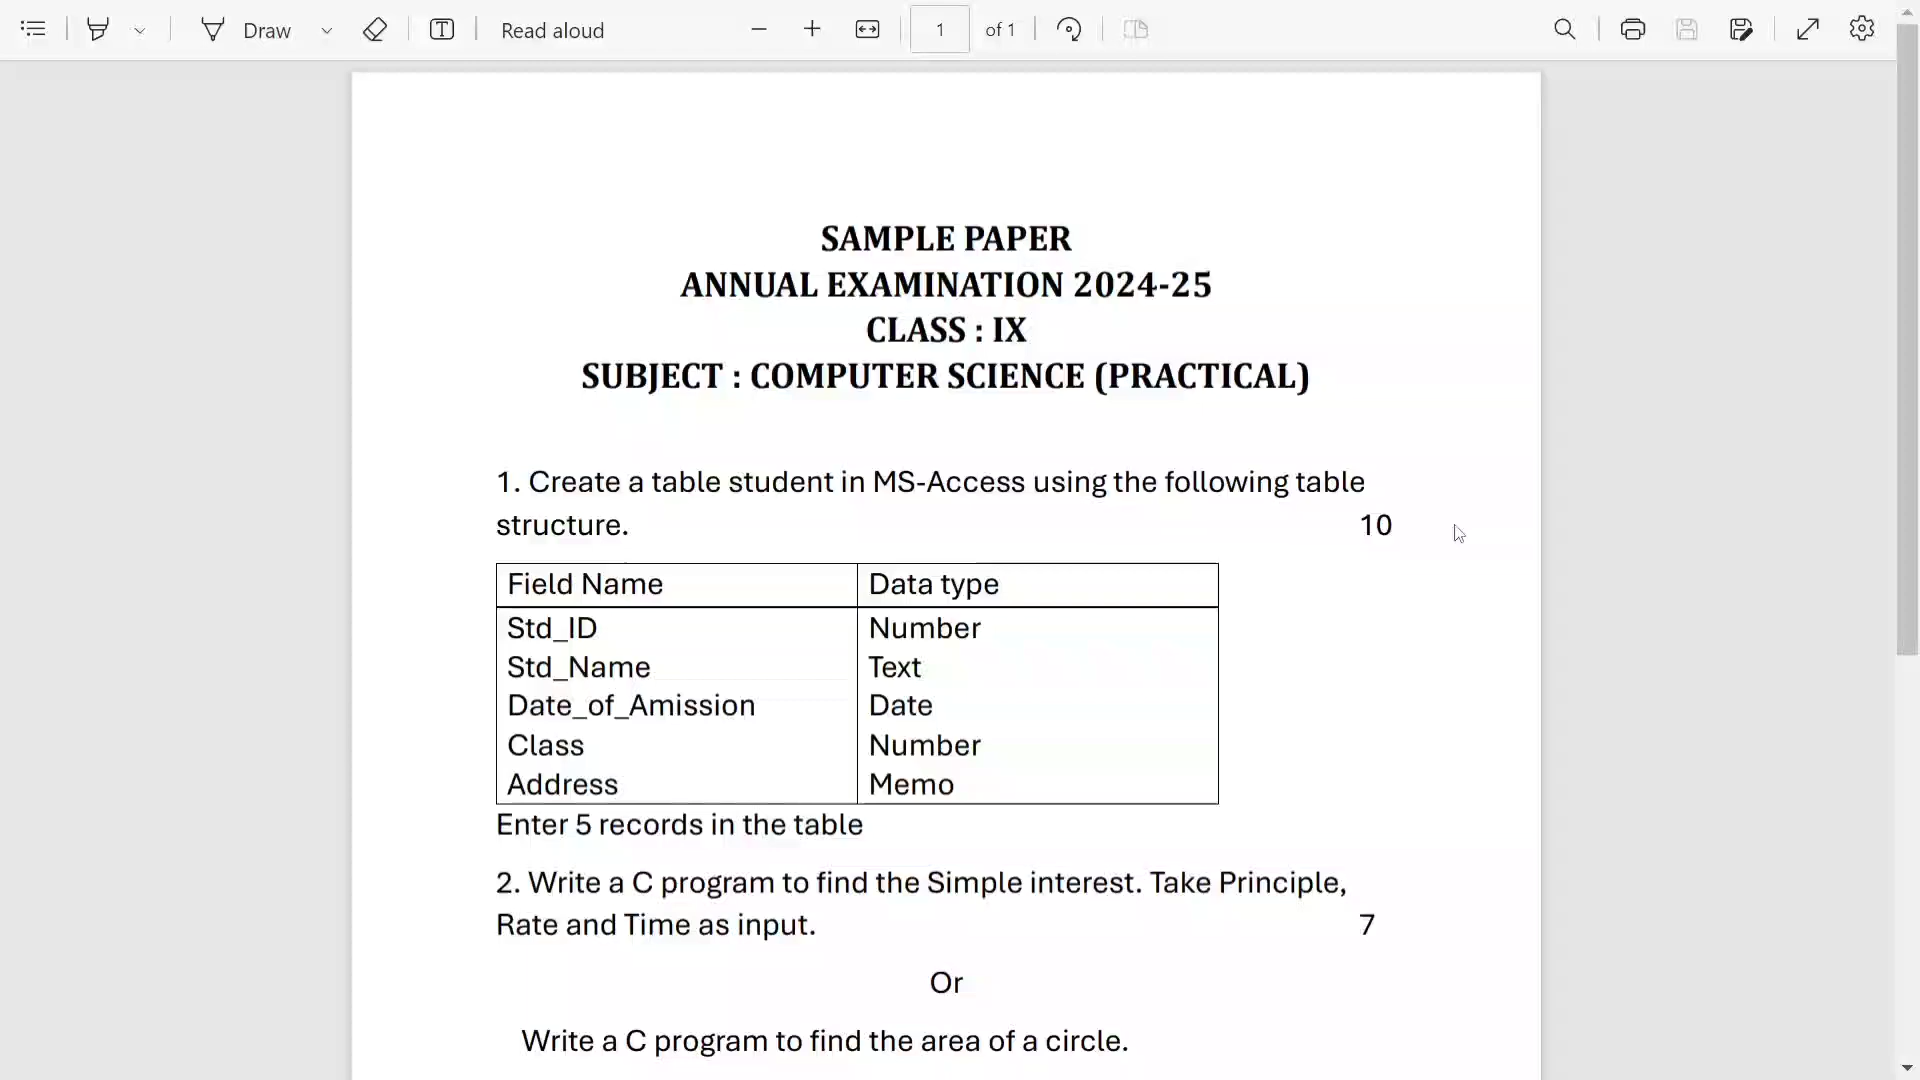 Draw
Read aloud
1
of 1
SAMPLE PAPER
ANNUAL EXAMINATION 2024-25
CLASS : IX
SUBJECT : COMPUTER SCIENCE (PRACTICAL)
1. Create a table student in MS-Access using the following table
structure. 10
Field Name Data type
Std_ID Number
Std_Name Text
Date_of_Amission Date
Class Number
Address Memo
Enter 5 records in the table
2. Write a C program to find the Simple interest. Take Principle,
Rate and Time as input. 7
Or
Write a C program to find the area of a circle.